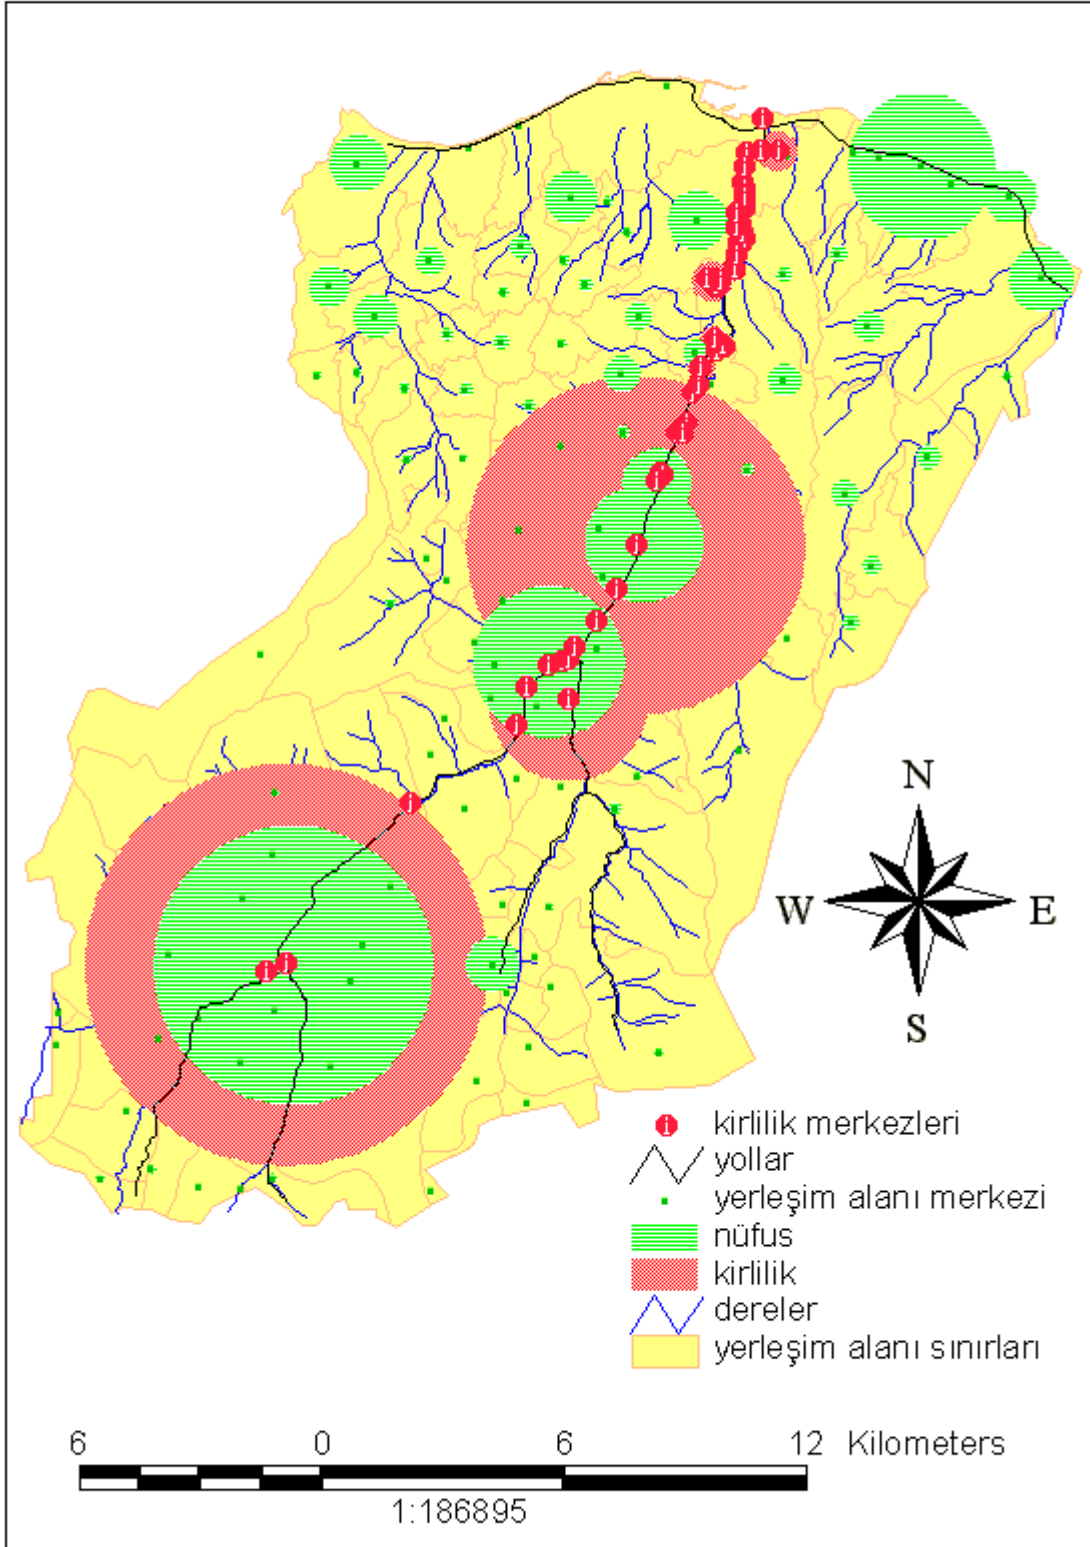 N
W E
S
kirlilik merkezleri
yollar
yerleşim alanı merkezi
nüfus
kirlilik
dereler
yerleşim alanı sınırları
6 0 6 12 Kilometers
1:186895